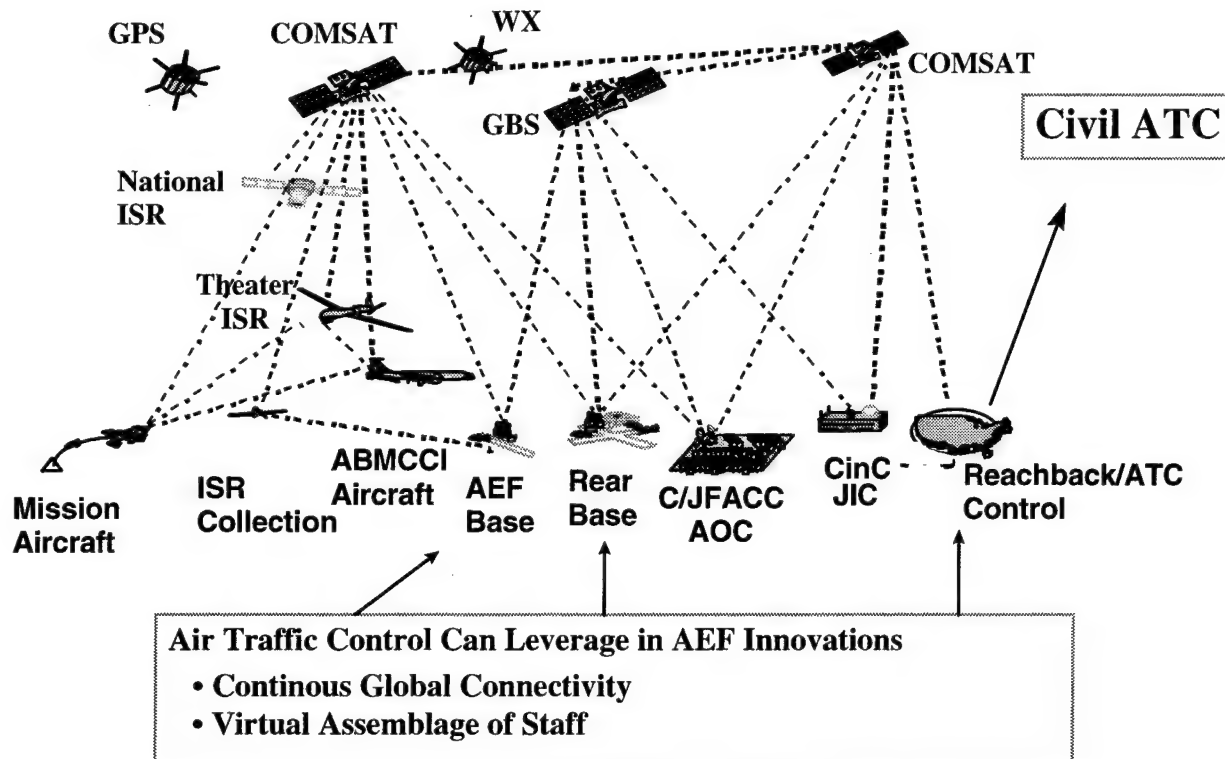 GPS
COMSAT
WX
COMSAT
GBS
Civil ATC
National
ISR
Theater
ISR
Mission
Aircraft
ISR
Collection
ABMCCI
Aircraft
AEF
Base
Rear
Base
C/JFACC
AOC
CinC
JIC
Reachback/ATC
Control
Air Traffic Control Can Leverage in AEF Innovations
• Continous Global Connectivity
• Virtual Assemblage of Staff